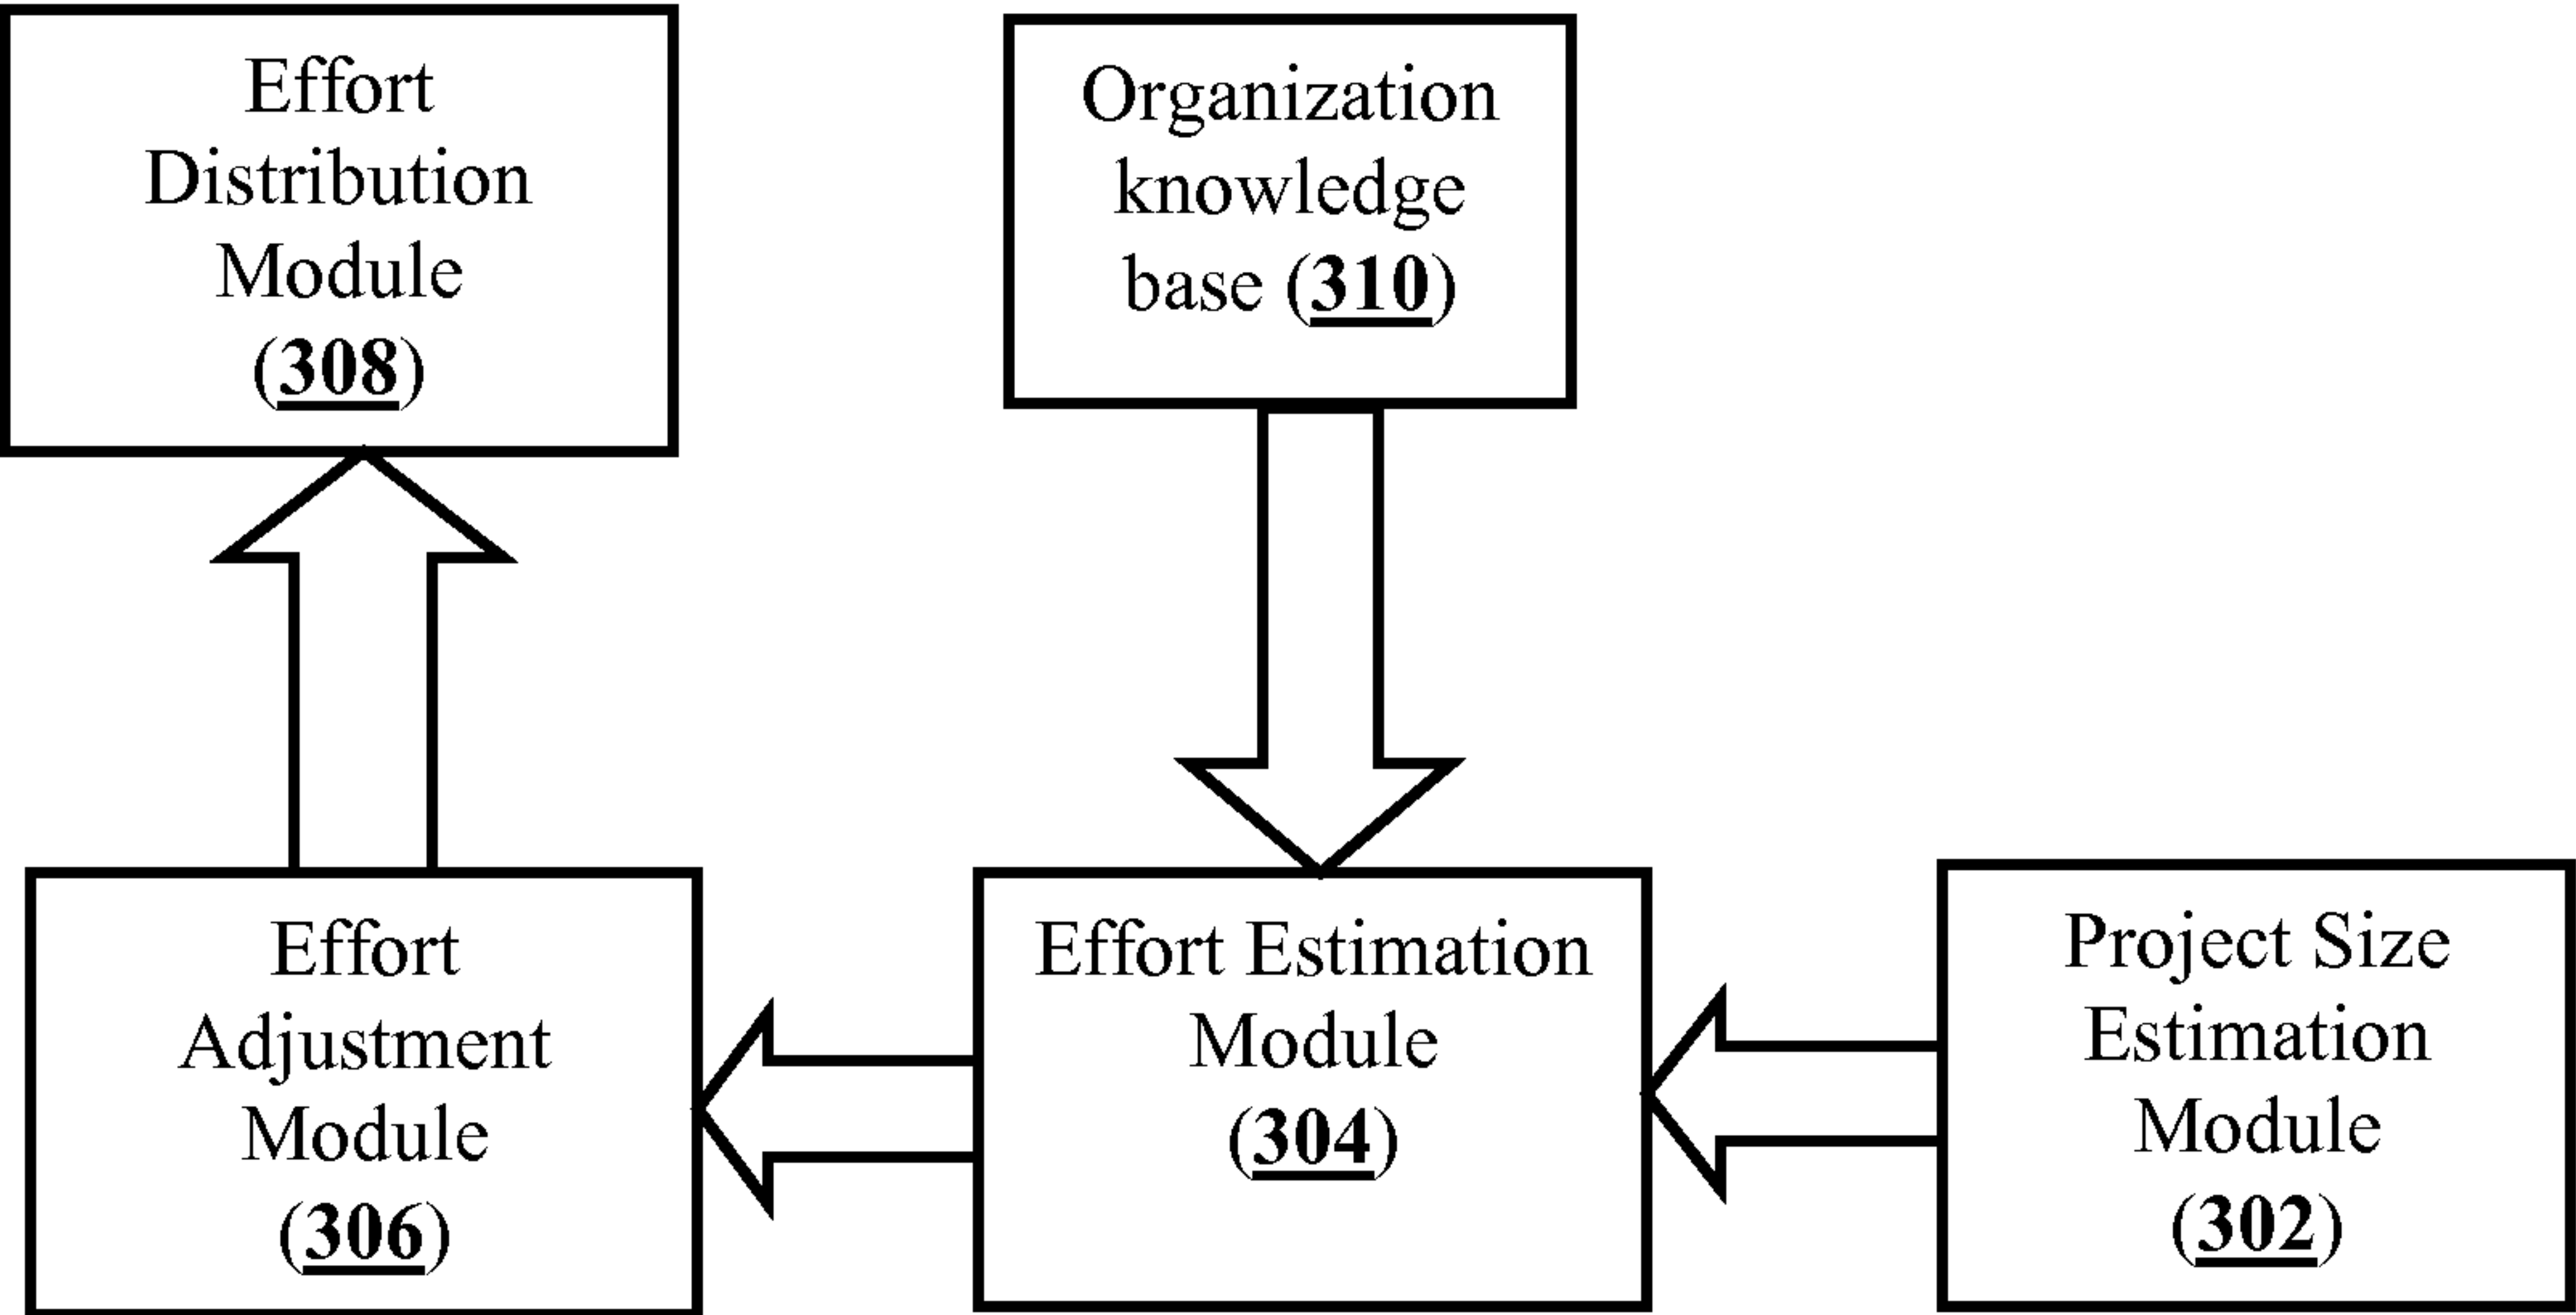 Effort
Distribution
Module
(308)
Organization
knowledge
base (310)
Effort
Adjustment
Module
(306)
Effort Estimation
Module
(304)
Project Size
Estimation
Module
(302)